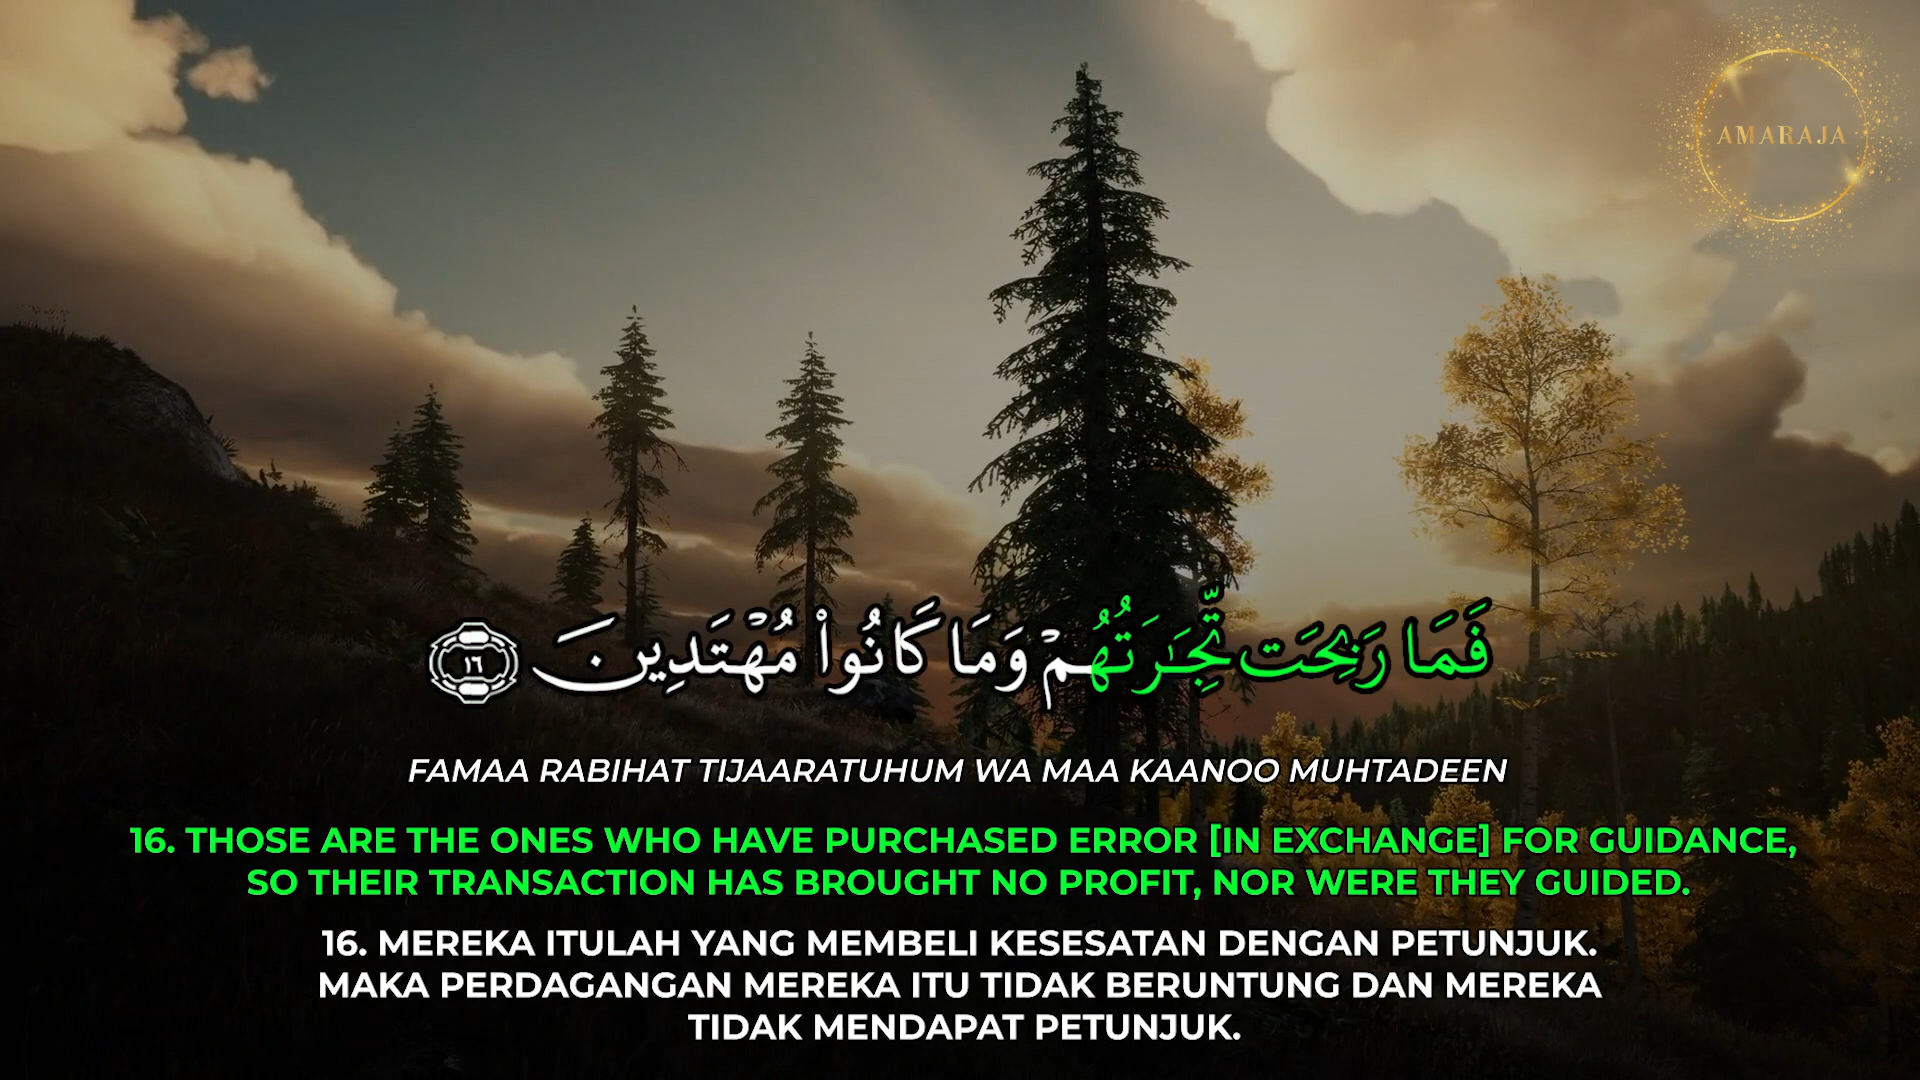 AMARAJA
فَمَا رَبِحَت تِّجَٰرَتُهُمْ وَمَا كَانُوا۟ مُهْتَدِينَ ١٦
FAMAA RABIHAT TIJAARATUHUM WA MAA KAANOO MUHTADEEN
16. THOSE ARE THE ONES WHO HAVE PURCHASED ERROR [IN EXCHANGE] FOR GUIDANCE,
SO THEIR TRANSACTION HAS BROUGHT NO PROFIT, NOR WERE THEY GUIDED.
16. MEREKA ITULAH YANG MEMBELI KESESATAN DENGAN PETUNJUK.
MAKA PERDAGANGAN MEREKA ITU TIDAK BERUNTUNG DAN MEREKA
TIDAK MENDAPAT PETUNJUK.